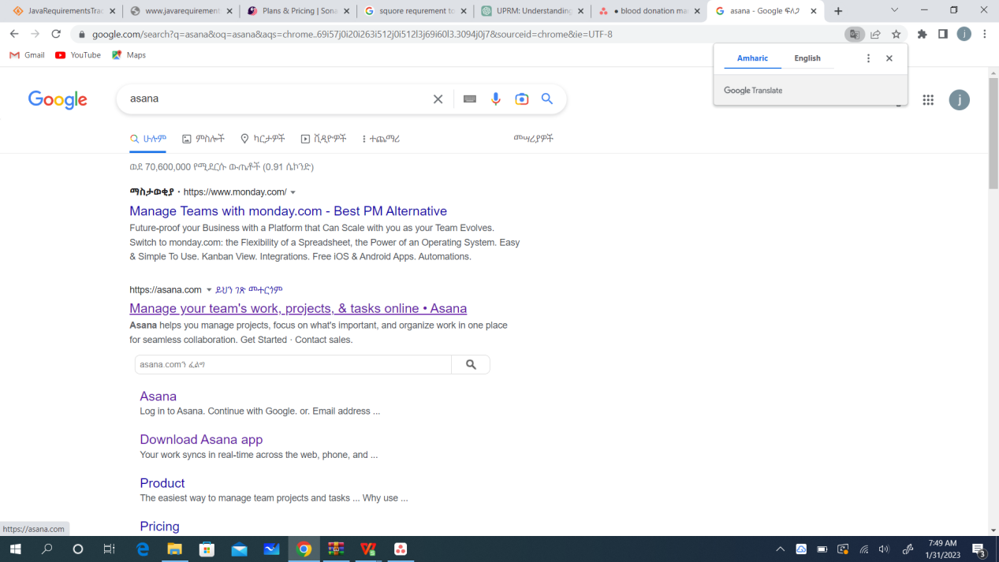 JavaRequirementsTrac
www.javarequirement
Plans & Pricing | Sona
squore requrement to
UPRM: Understanding
● blood donation ma
asana - Google ፍለጋ
google.com/search?q=asana&oq=asana&aqs=chrome..69i57j0i20i263i512j0i512l3j69i60l3.3094j0j7&sourceid=chrome&ie=UTF-8
j
Gmail
YouTube
Maps
Amharic
English
Google Translate
Google
asana
j
ሁሉም
ምስሎች
ካርታዎች
ቪዲዮዎች
ተጨማሪ
መሣሪያዎች
ወደ 70,600,000 የሚደርሱ ውጤቶች (0.91 ሴኮንድ)
ማስታወቂያ · https://www.monday.com/
Manage Teams with monday.com - Best PM Alternative
Future-proof your Business with a Platform that Can Scale with you as your Team Evolves.
Switch to monday.com: the Flexibility of a Spreadsheet, the Power of an Operating System. Easy
& Simple To Use. Kanban View. Integrations. Free iOS & Android Apps. Automations.
https://asana.com ይህን ገጽ መተርጎም
Manage your team's work, projects, & tasks online • Asana
Asana helps you manage projects, focus on what's important, and organize work in one place
for seamless collaboration. Get Started · Contact sales.
asana.comን ፈልግ
Asana
Log in to Asana. Continue with Google. or. Email address ...
Download Asana app
Your work syncs in real-time across the web, phone, and ...
Product
The easiest way to manage team projects and tasks ... Why use ...
Pricing
https://asana.com
7:49 AM
1/31/2023
3